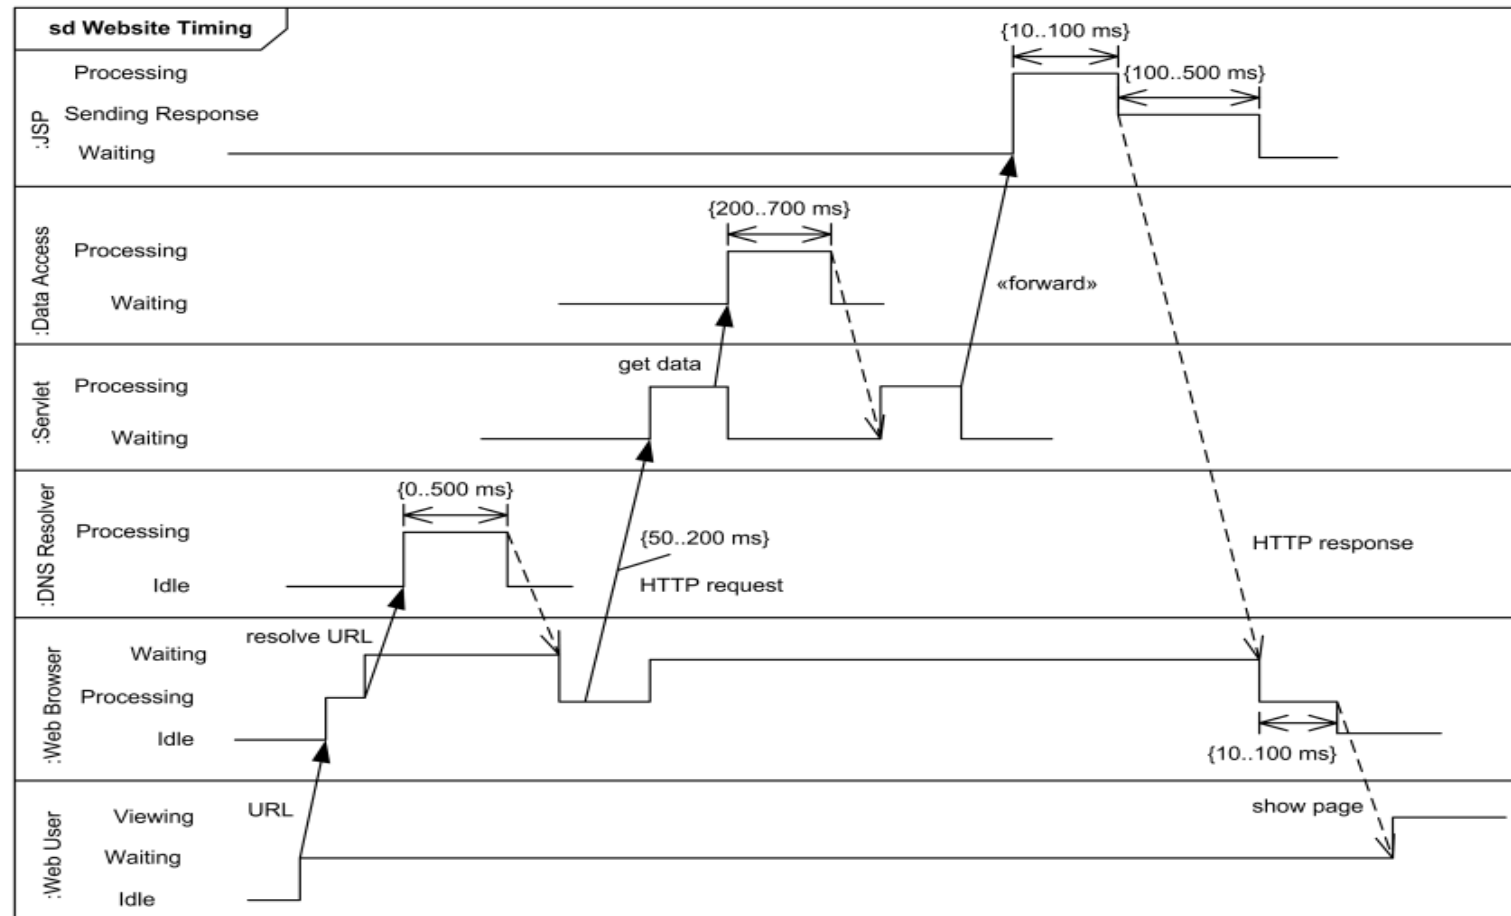 sd Website Timing
{10..100 ms}
{100..500 ms}
:JSP
Processing
Sending Response
Waiting
{200..700 ms}
:Data Access
Processing
Waiting
«forward»
get data
:Servlet
Processing
Waiting
{0..500 ms}
:DNS Resolver
Processing
Idle
{50..200 ms}
HTTP request
HTTP response
resolve URL
:Web Browser
Waiting
Processing
Idle
{10..100 ms}
URL
show page
:Web User
Viewing
Waiting
Idle